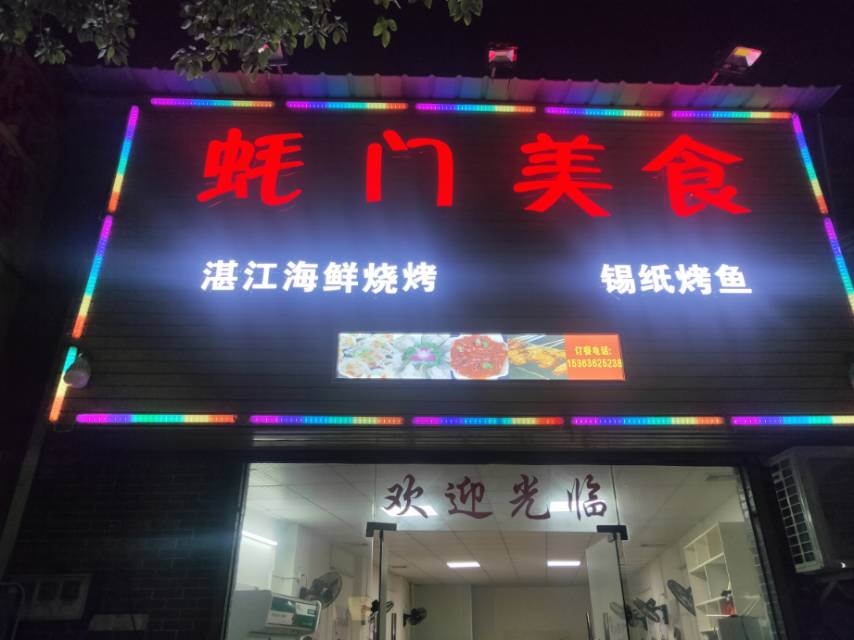 蚝门美食
湛江海鲜烧烤 锡纸烤鱼
订餐电话:
15363625238
欢迎光临